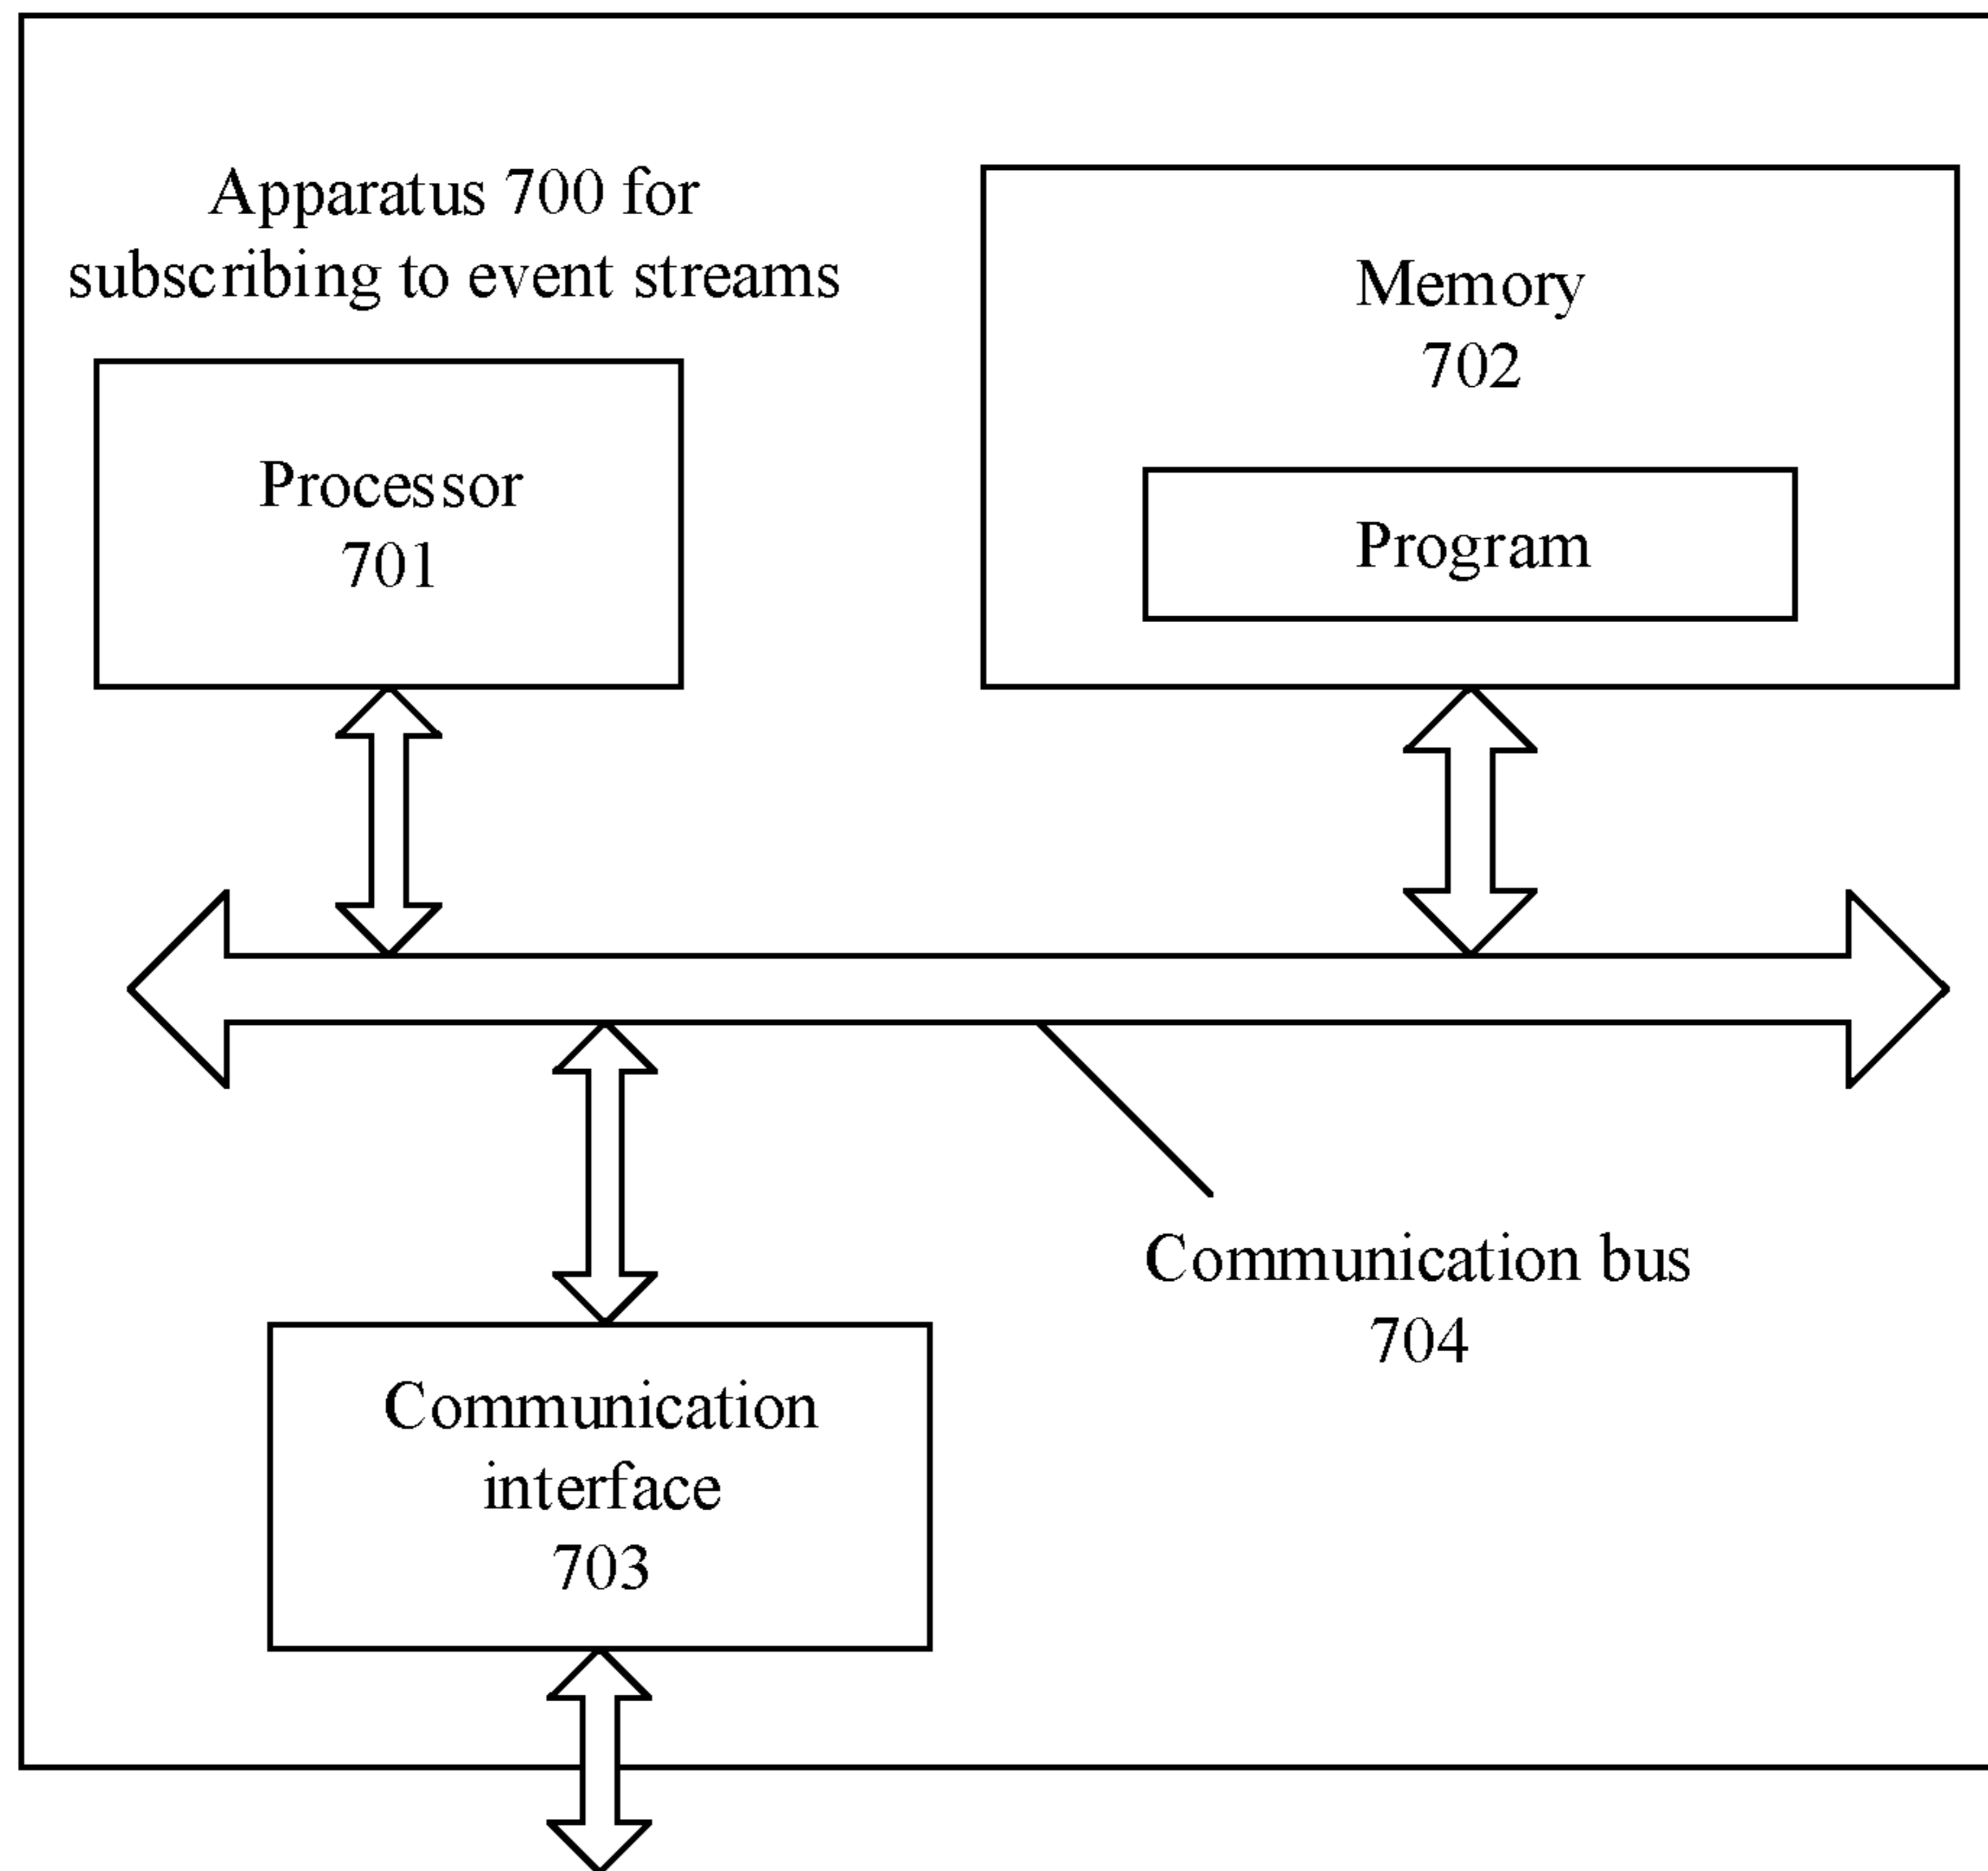 Apparatus 700 for
subscribing to event streams
Memory
702
Program
Processor
701
Communication bus
704
Communication
interface
703